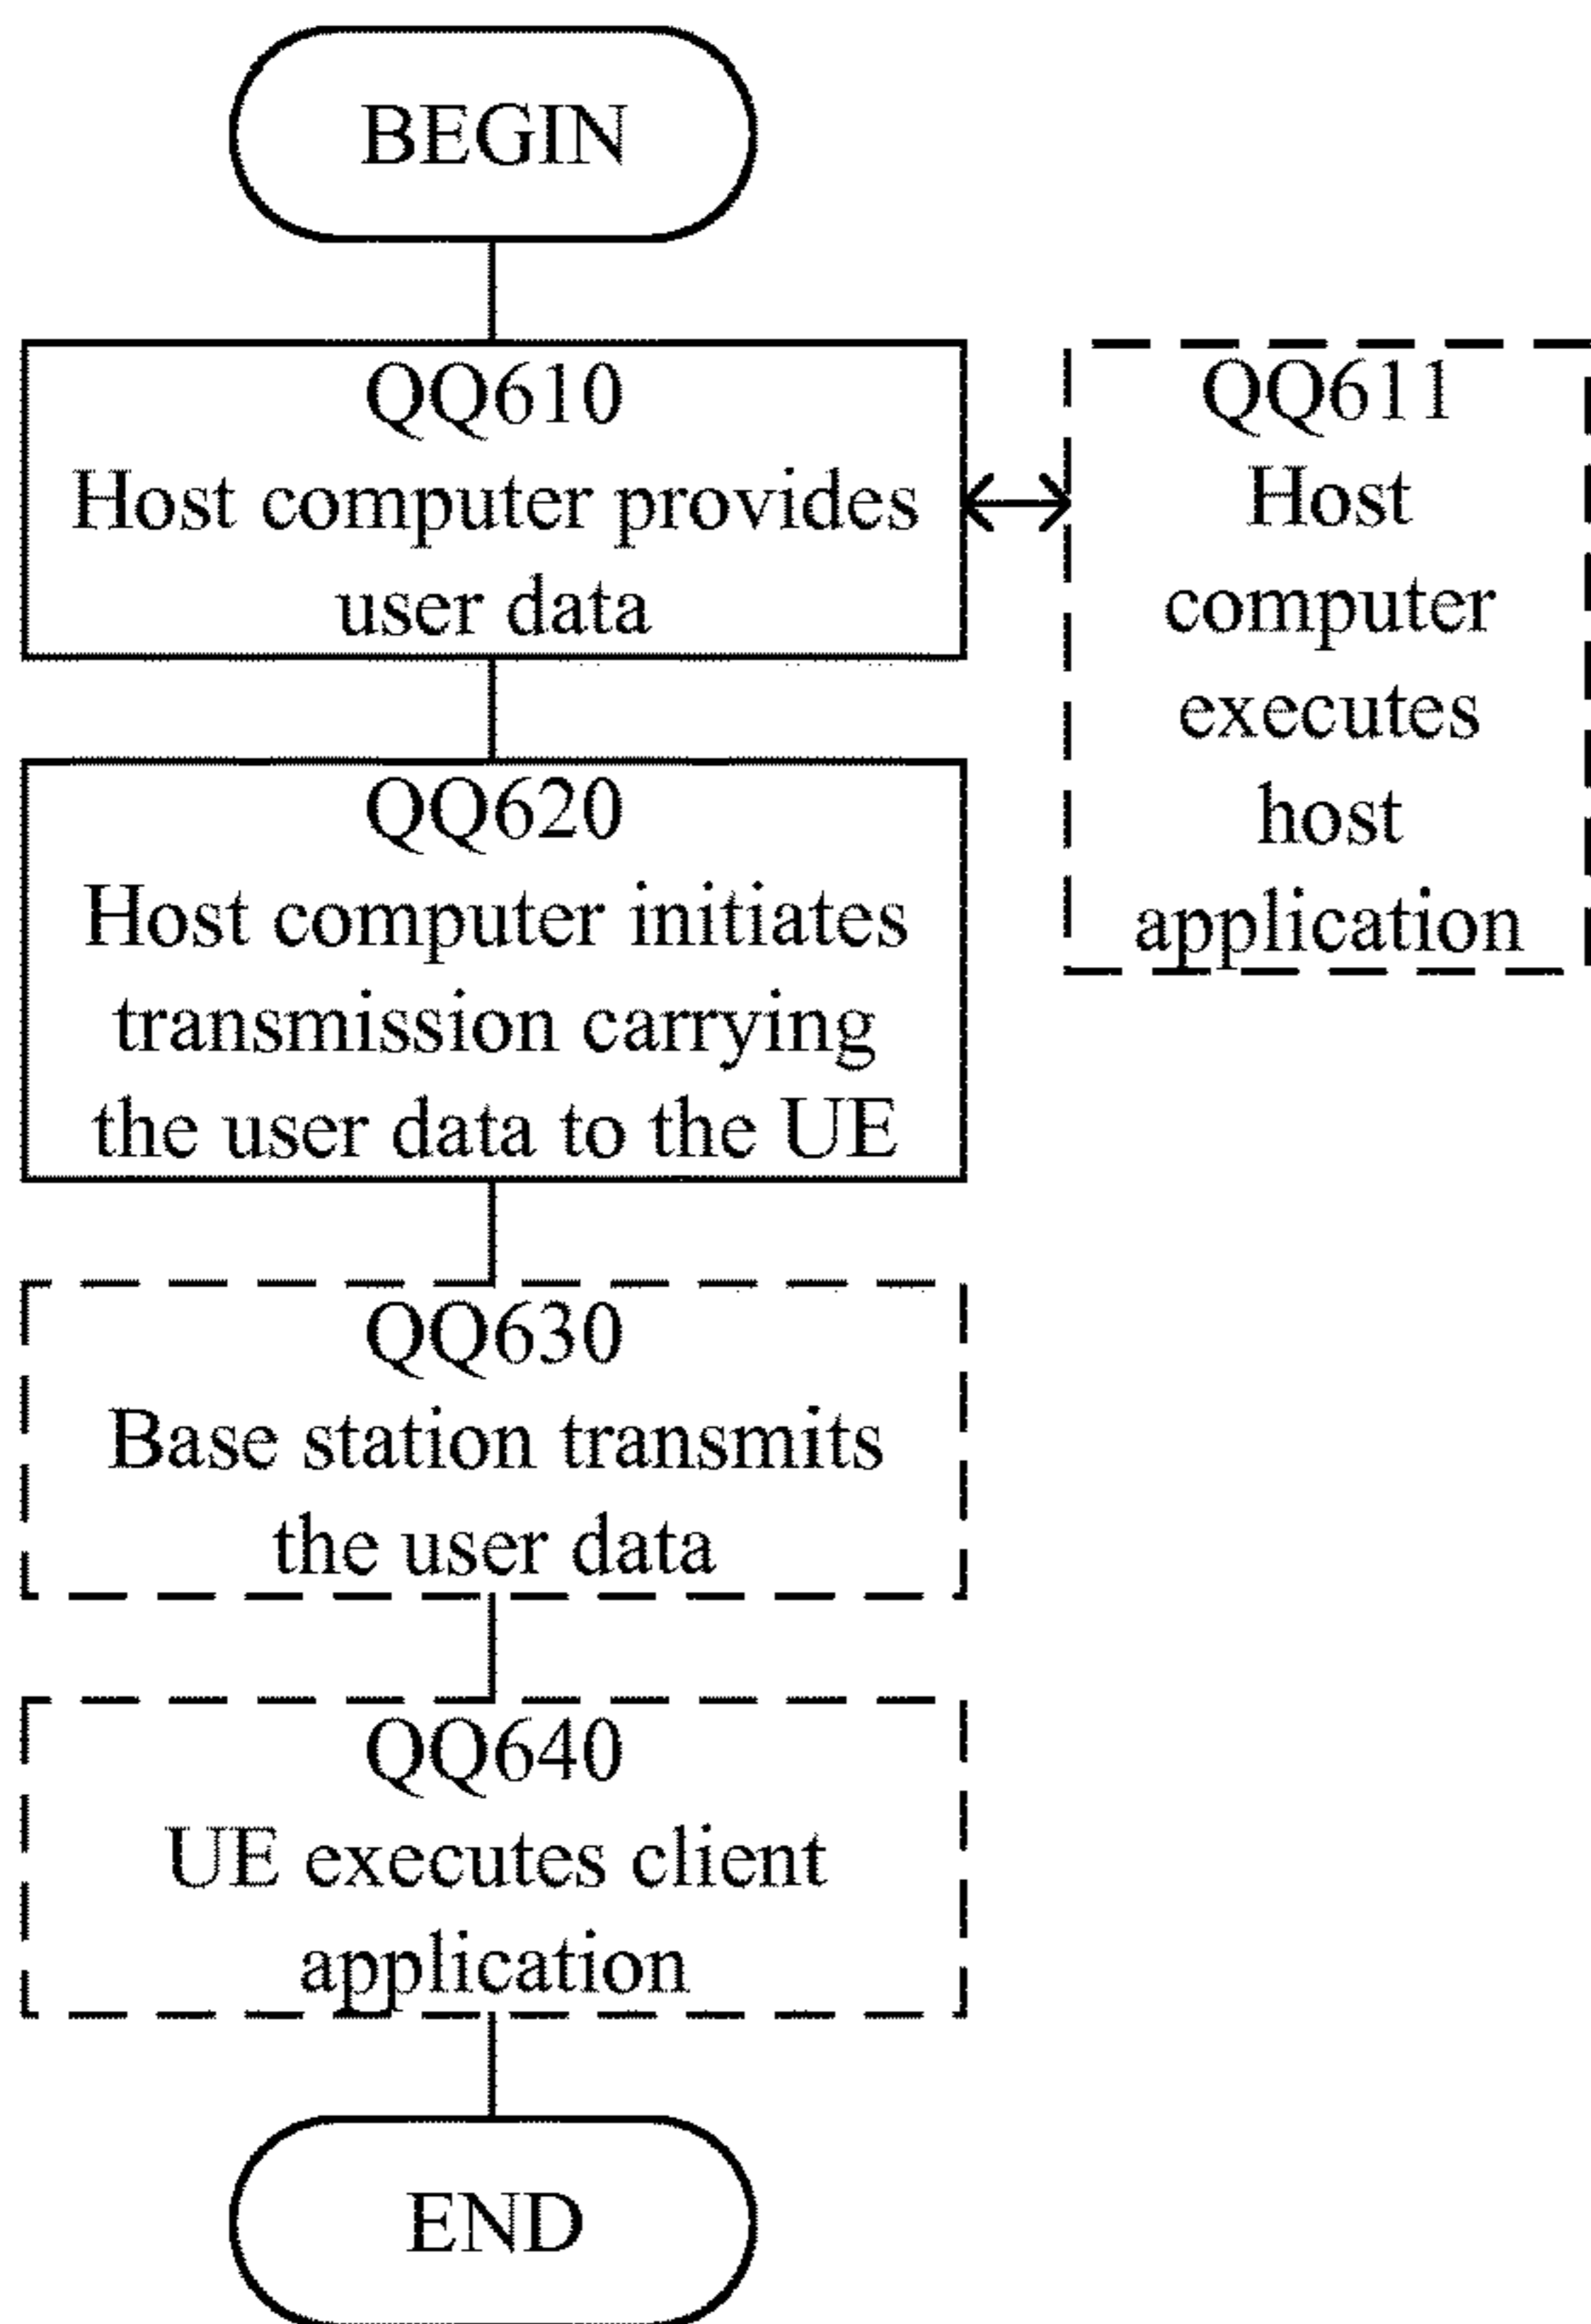 BEGIN
QQ610
Host computer provides
user data
QQ611
Host
computer
executes
host
application
QQ620
Host computer initiates
transmission carrying
the user data to the UE
QQ630
Base station transmits
the user data
QQ640
UE executes client
application
END